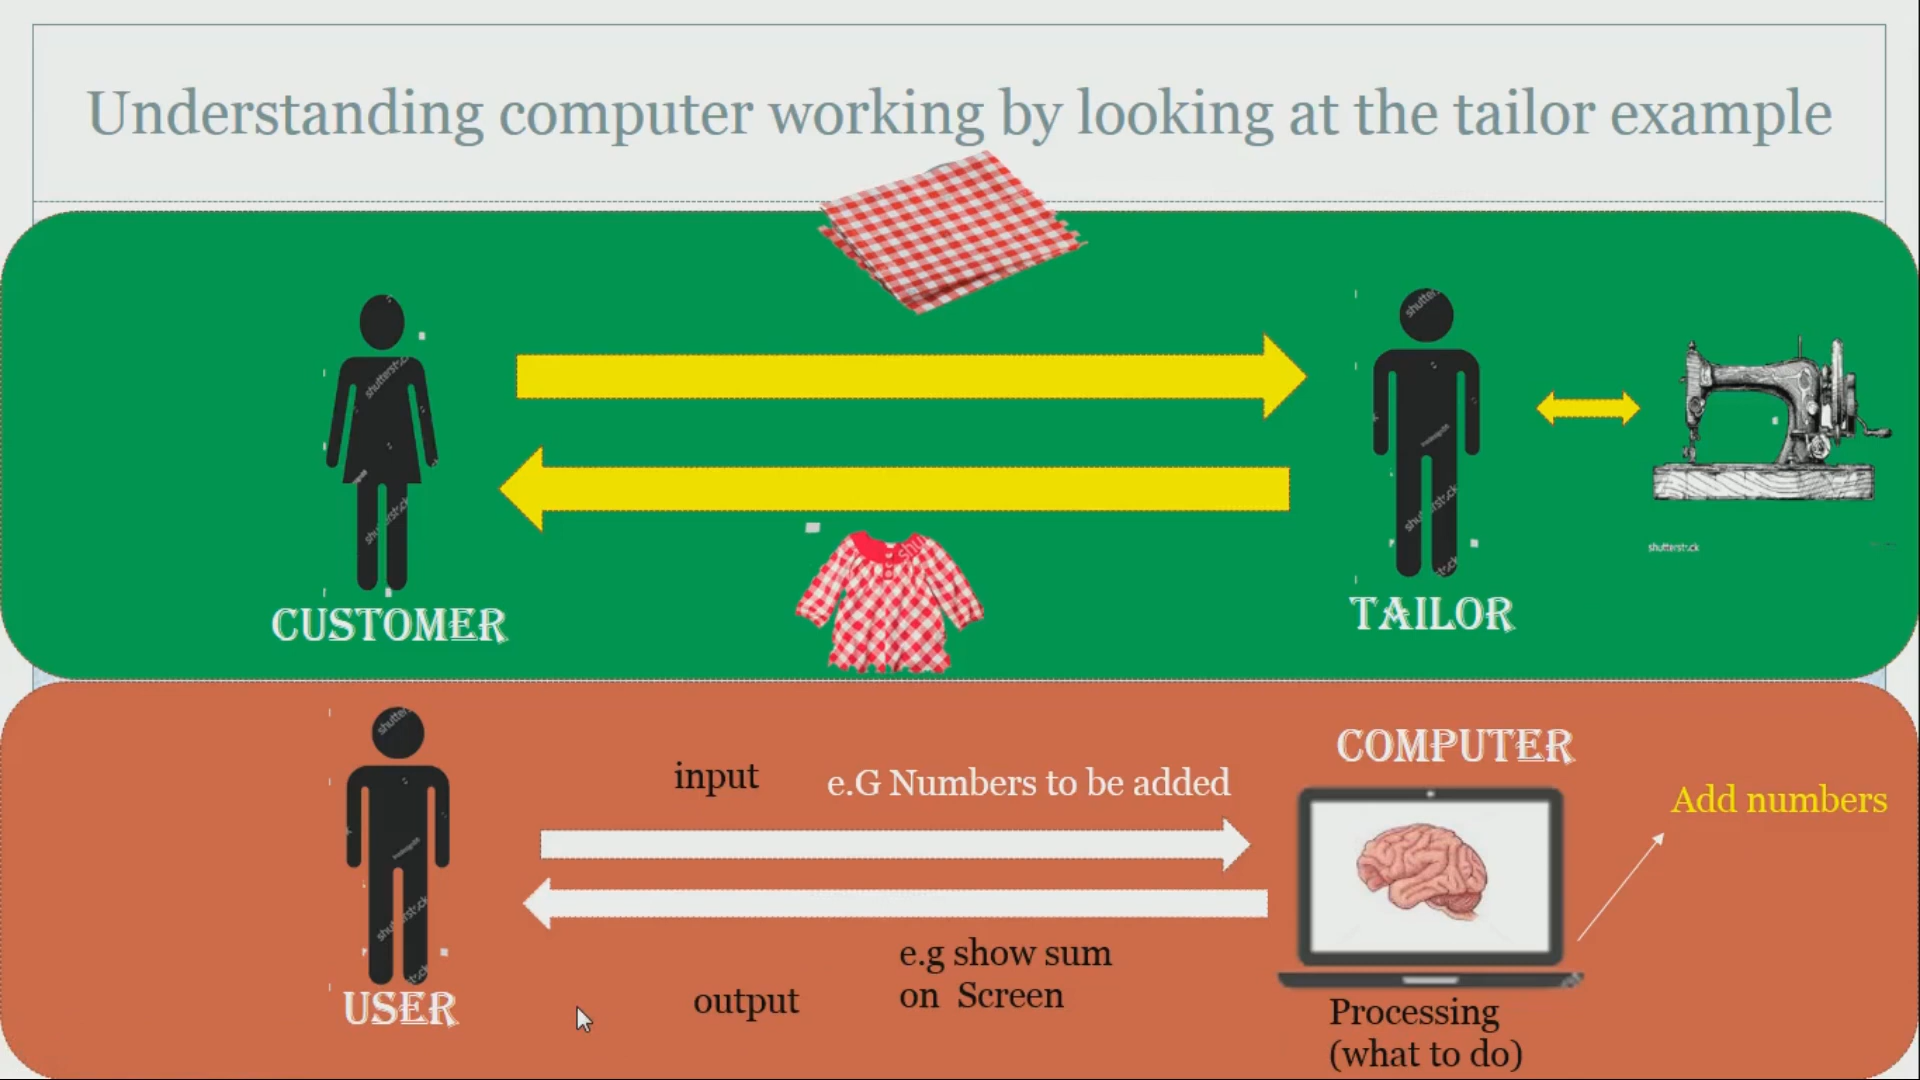 Understanding computer working by looking at the tailor example
CUSTOMER
TAILOR
shutterstock
COMPUTER
input
e.G Numbers to be added
Add numbers
e.g show sum
on Screen
output
USER
Processing
(what to do)